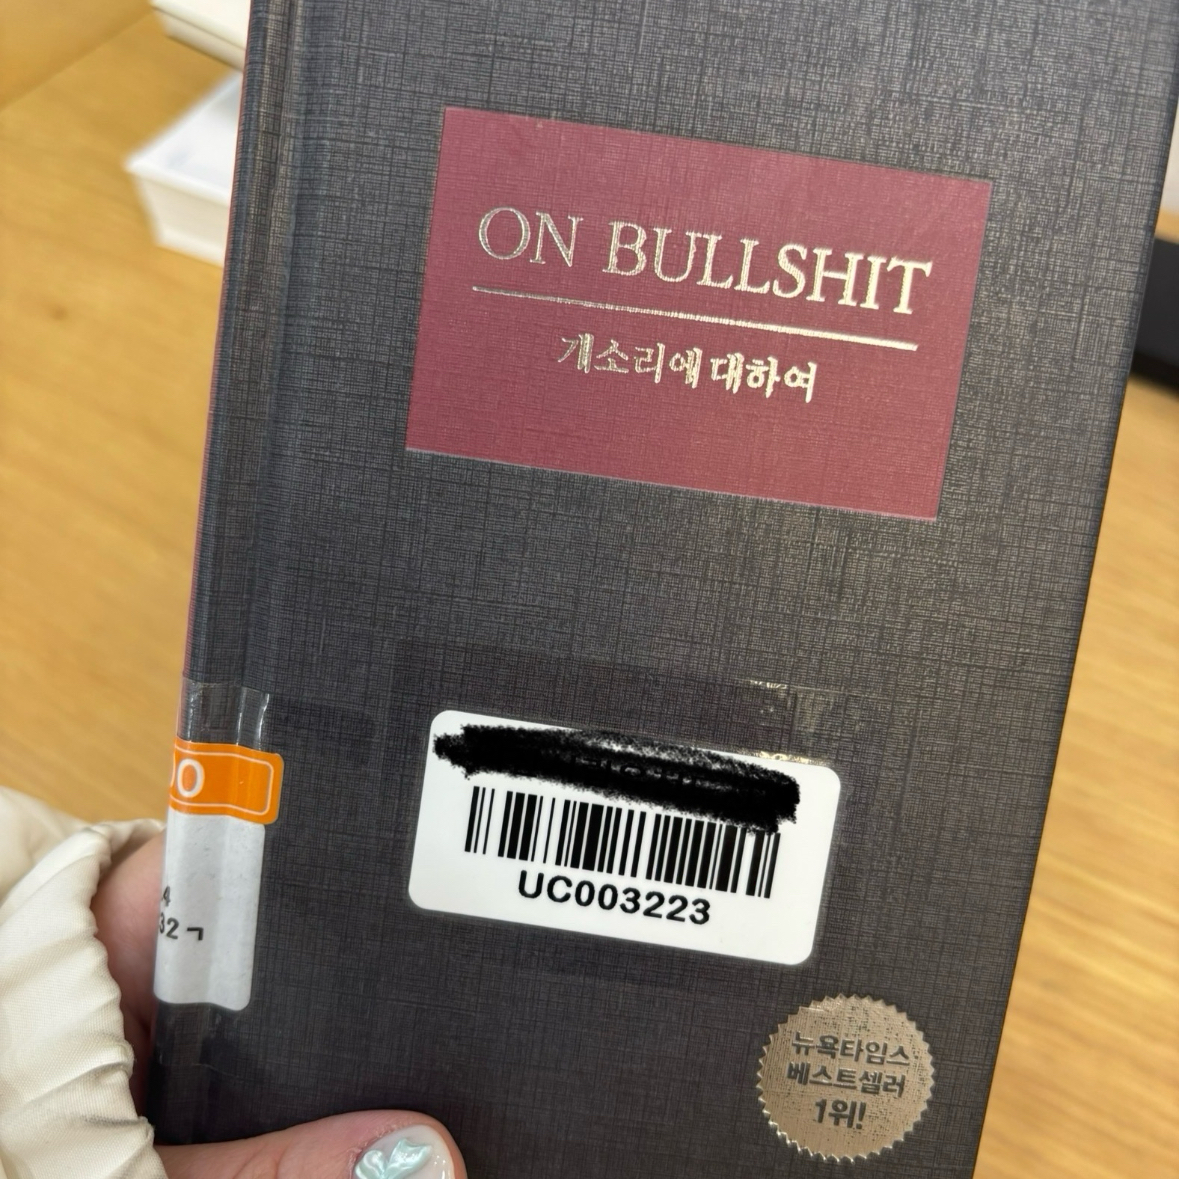 ON BULLSHIT
개소리에 대하여
UC003223
뉴욕타임스
베스트셀러
1위!
32ㄱ